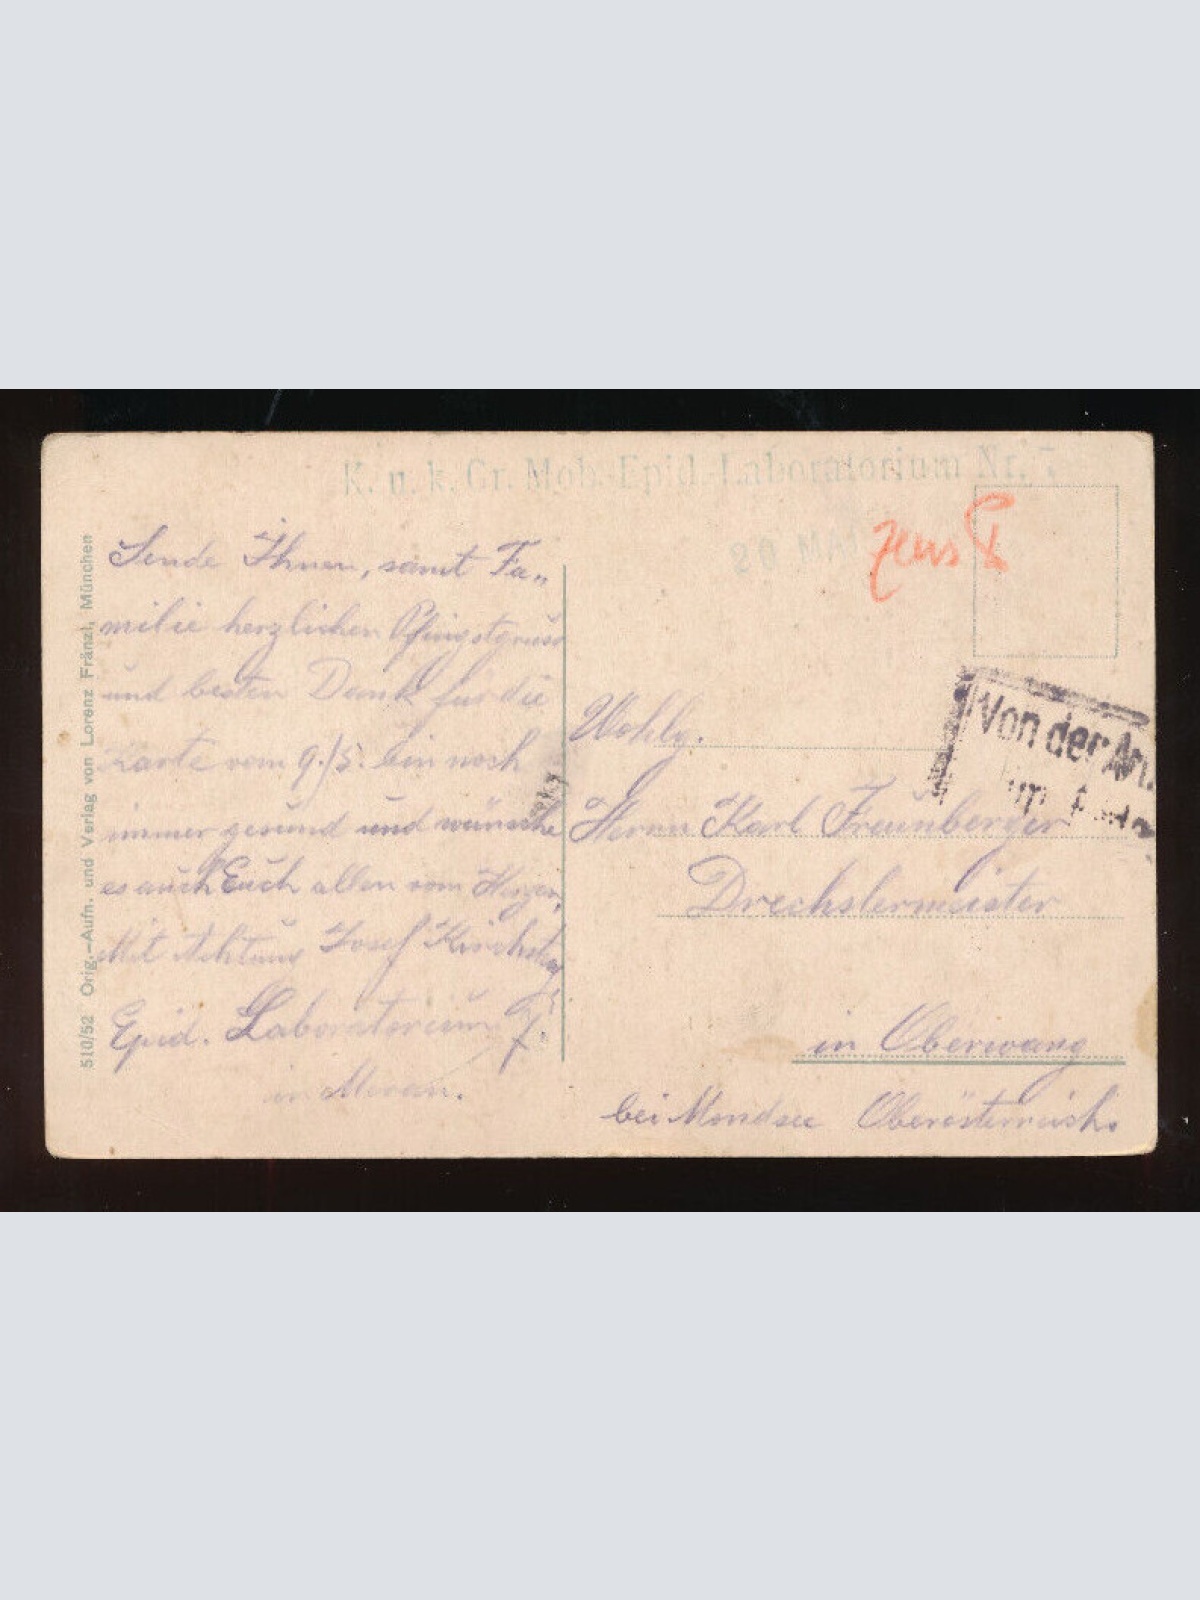 K. u. k. Gr. Mob.-Epid.-Laboratorium Nr. 7
20 MAI
zens
Sende Ihnen, samt Fa„
milie herzlichen Pfingstgruss
und besten Dank für die
Karte vom 9./5. bin noch
immer gesund und wünsche
es auch Euch allen vom Herzen,
Mit Achtung Josef
Epid. Laboratorium 7.
in Meran.
Von der
Wohlg.
Herrn Karl Freunberger
Drechslermeister
in Oberwang
bei Mondsee Oberösterreich.
510/52 Orig.-Aufn. und Verlag von Lorenz Fränzl, München